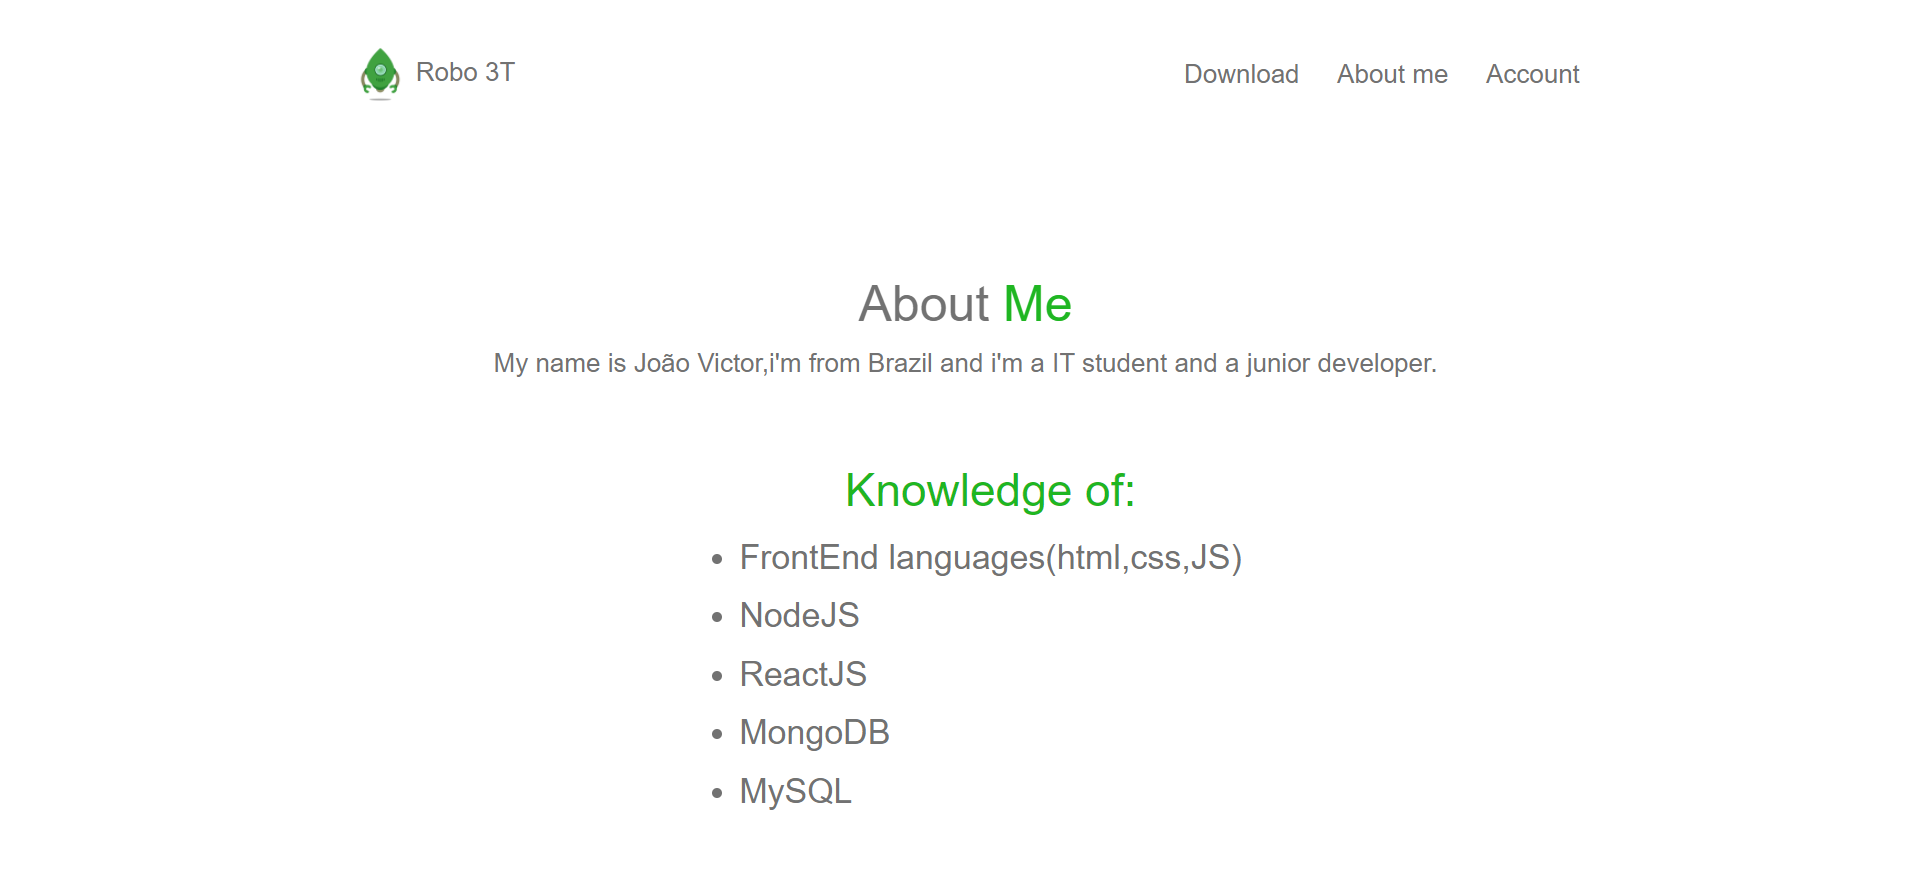 Robo 3T
Download About me Account
About Me
My name is João Victor,i'm from Brazil and i'm a IT student and a junior developer.
Knowledge of:
• FrontEnd languages(html,css,JS)
• NodeJS
• ReactJS
• MongoDB
• MySQL